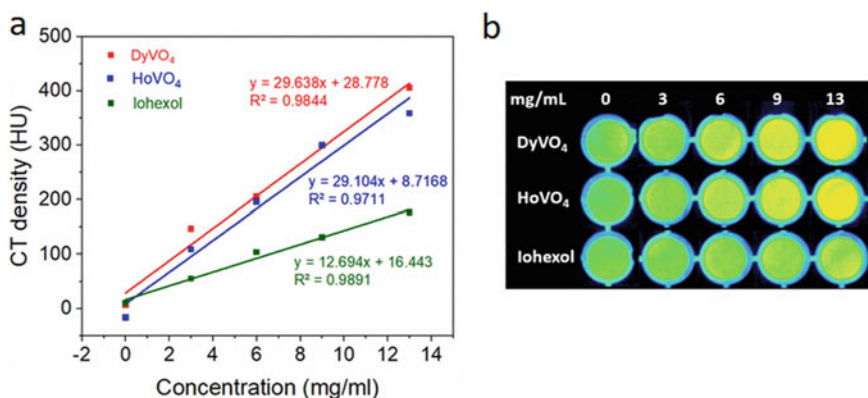 a
500
400
300
200
100
0
CT density (HU)
DyVO₄
HoVO₄
Iohexol
y = 29.638x + 28.778
R² = 0.9844
y = 29.104x + 8.7168
R² = 0.9711
y = 12.694x + 16.443
R² = 0.9891
-2 0 2 4 6 8 10 12 14
Concentration (mg/ml)
b
mg/mL 0 3 6 9 13
DyVO₄
HoVO₄
Iohexol